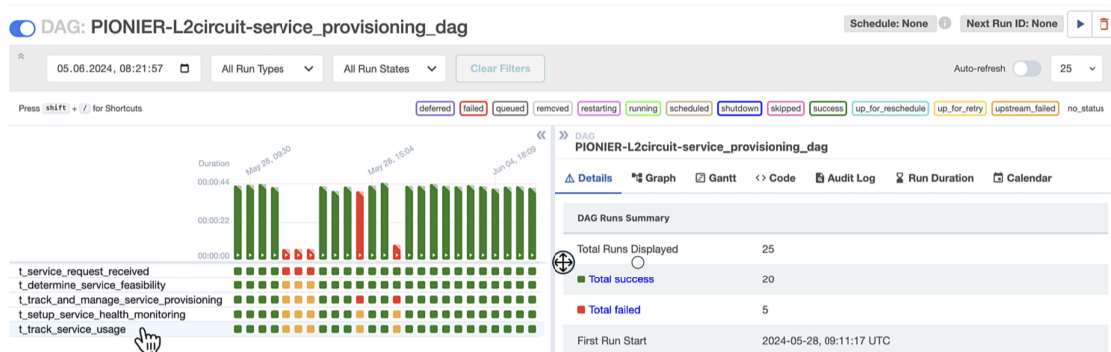 DAG: PIONIER-L2circuit-service_provisioning_dag
Schedule: None
Next Run ID: None
05.06.2024, 08:21:57
All Run Types
All Run States
Clear Filters
Auto-refresh
25
Press shift + / for Shortcuts
deferred failed queued removed restarting running scheduled shutdown skipped success up_for_reschedule up_for_retry upstream_failed no_status
Duration
May 28, 09:30
May 28, 15:04
Jun 04, 18:09
00:00:44
00:00:22
00:00:00
t_service_request_received
t_determine_service_feasibility
t_track_and_manage_service_provisioning
t_setup_service_health_monitoring
t_track_service_usage
DAG
PIONIER-L2circuit-service_provisioning_dag
Details Graph Gantt <> Code Audit Log Run Duration Calendar
DAG Runs Summary
Total Runs Displayed 25
Total success 20
Total failed 5
First Run Start 2024-05-28, 09:11:17 UTC